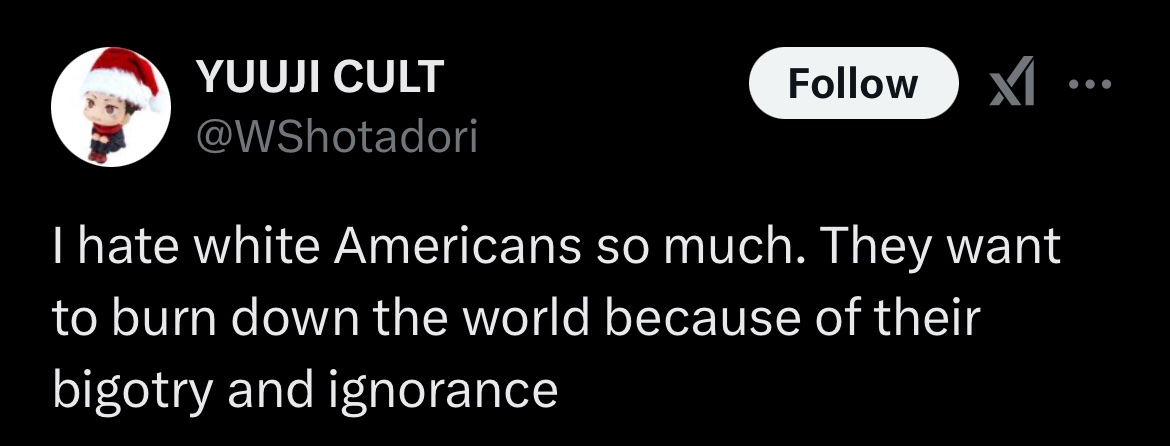 YUUJI CULT
Follow
@WShotadori
I hate white Americans so much. They want
to burn down the world because of their
bigotry and ignorance